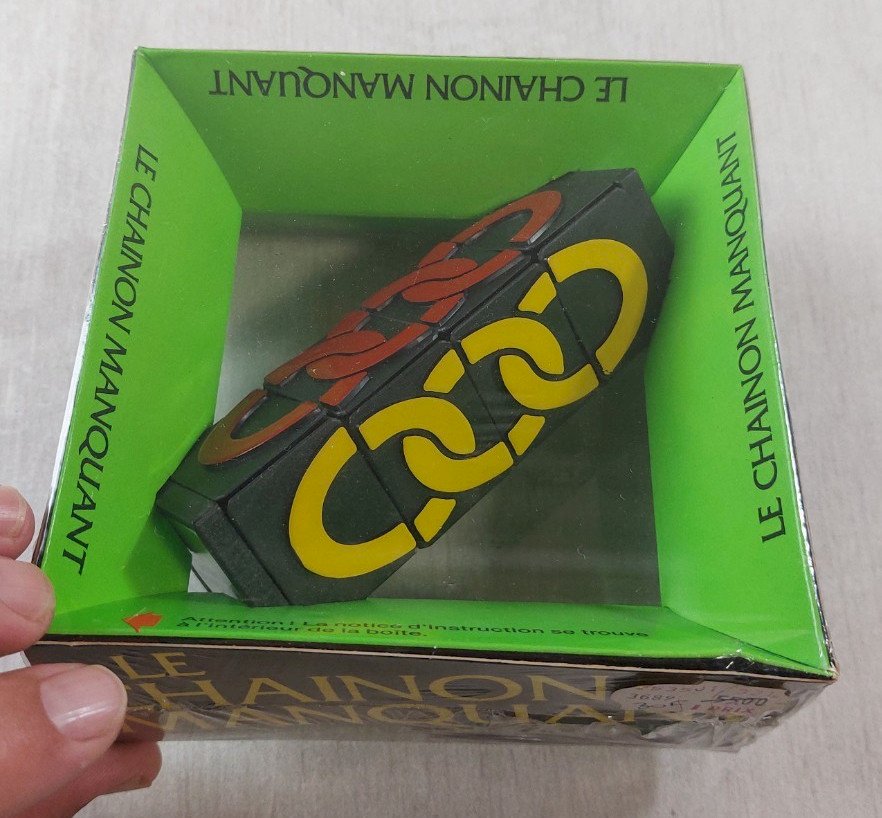 LE CHAINON MANQUANT
LE CHAINON MANQUANT
LE CHAINON MANQUANT
Attention ! La notice d'instruction se trouve
à l'intérieur de la boîte.
LE
CHAINON
MANQUANT